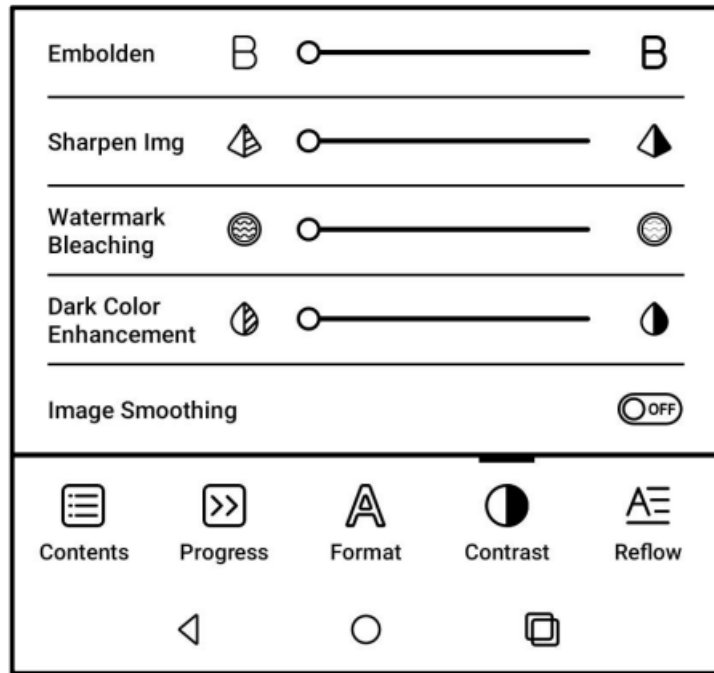 Embolden
Sharpen Img
Watermark
Bleaching
Dark Color
Enhancement
Image Smoothing
OFF
Contents Progress Format Contrast Reflow